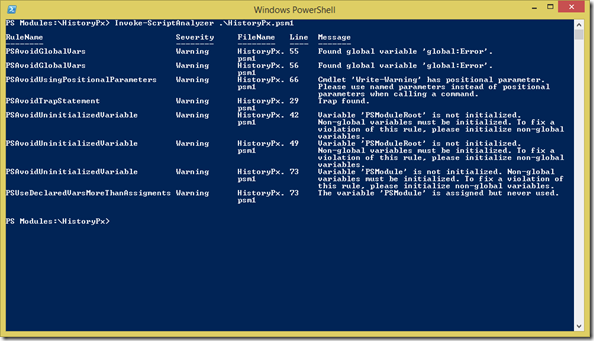 Windows PowerShell
PS Modules:\HistoryPx> Invoke-ScriptAnalyzer .\HistoryPx.psm1
RuleName Severity FileName Line Message
-------- -------- -------- ---- -------
PSAvoidGlobalVars Warning HistoryPx. 55 Found global variable 'global:Error'.
psm1
PSAvoidGlobalVars Warning HistoryPx. 56 Found global variable 'global:Error'.
psm1
PSAvoidUsingPositionalParameters Warning HistoryPx. 66 Cmdlet 'Write-Warning' has positional parameter.
psm1 Please use named parameters instead of positional
parameters when calling a command.
PSAvoidTrapStatement Warning HistoryPx. 29 Trap found.
psm1
PSAvoidUninitializedVariable Warning HistoryPx. 42 Variable 'PSModuleRoot' is not initialized.
psm1 Non-global variables must be initialized. To fix a
violation of this rule, please initialize non-global
variables.
PSAvoidUninitializedVariable Warning HistoryPx. 49 Variable 'PSModuleRoot' is not initialized.
psm1 Non-global variables must be initialized. To fix a
violation of this rule, please initialize non-global
variables.
PSAvoidUninitializedVariable Warning HistoryPx. 73 Variable 'PSModule' is not initialized. Non-global
psm1 variables must be initialized. To fix a violation of
this rule, please initialize non-global variables.
PSUseDeclaredVarsMoreThanAssigments Warning HistoryPx. 73 The variable 'PSModule' is assigned but never used.
psm1
PS Modules:\HistoryPx>